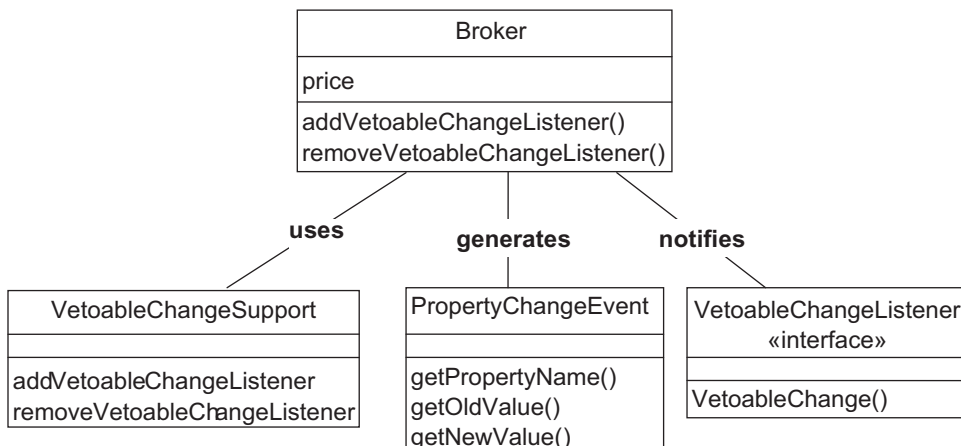 Broker
price
addVetoableChangeListener()
removeVetoableChangeListener()
uses
generates
notifies
VetoableChangeSupport
addVetoableChangeListener
removeVetoableChangeListener
PropertyChangeEvent
getPropertyName()
getOldValue()
getNewValue()
VetoableChangeListener
«interface»
VetoableChange()